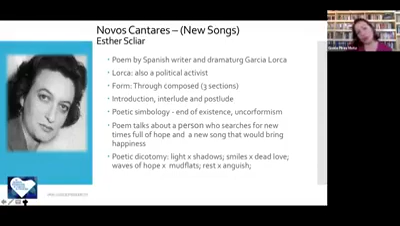 Novos Cantares – (New Songs)
Esther Scliar
• Poem by Spanish writer and dramaturg Garcia Lorca
• Lorca: also a political activist
• Form: Through composed (3 sections)
• Introduction, interlude and postlude
• Poetic simbology - end of existence, uncorformism
• Poem talks about a person who searches for new
times full of hope and a new song that would bring
happiness
• Poetic dicotomy: light x shadows; smiles x dead love;
waves of hope x mudflats; rest x anguish;